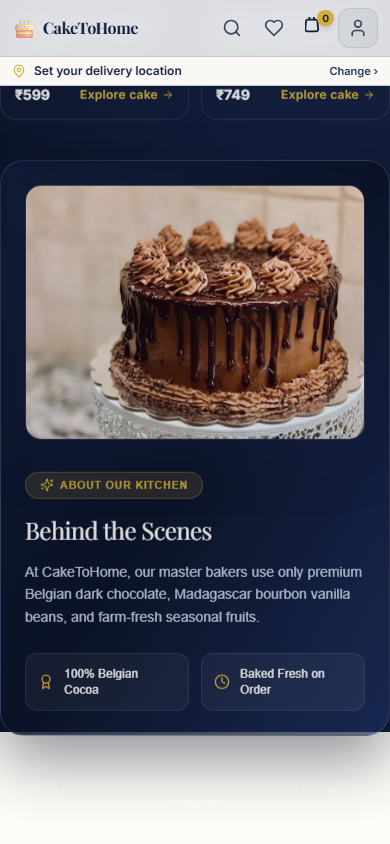 CakeToHome
0
Set your delivery location
Change ›
₹599
Explore cake →
₹749
Explore cake →
ABOUT OUR KITCHEN
Behind the Scenes
At CakeToHome, our master bakers use only premium
Belgian dark chocolate, Madagascar bourbon vanilla
beans, and farm-fresh seasonal fruits.
100% Belgian
Cocoa
Baked Fresh on
Order